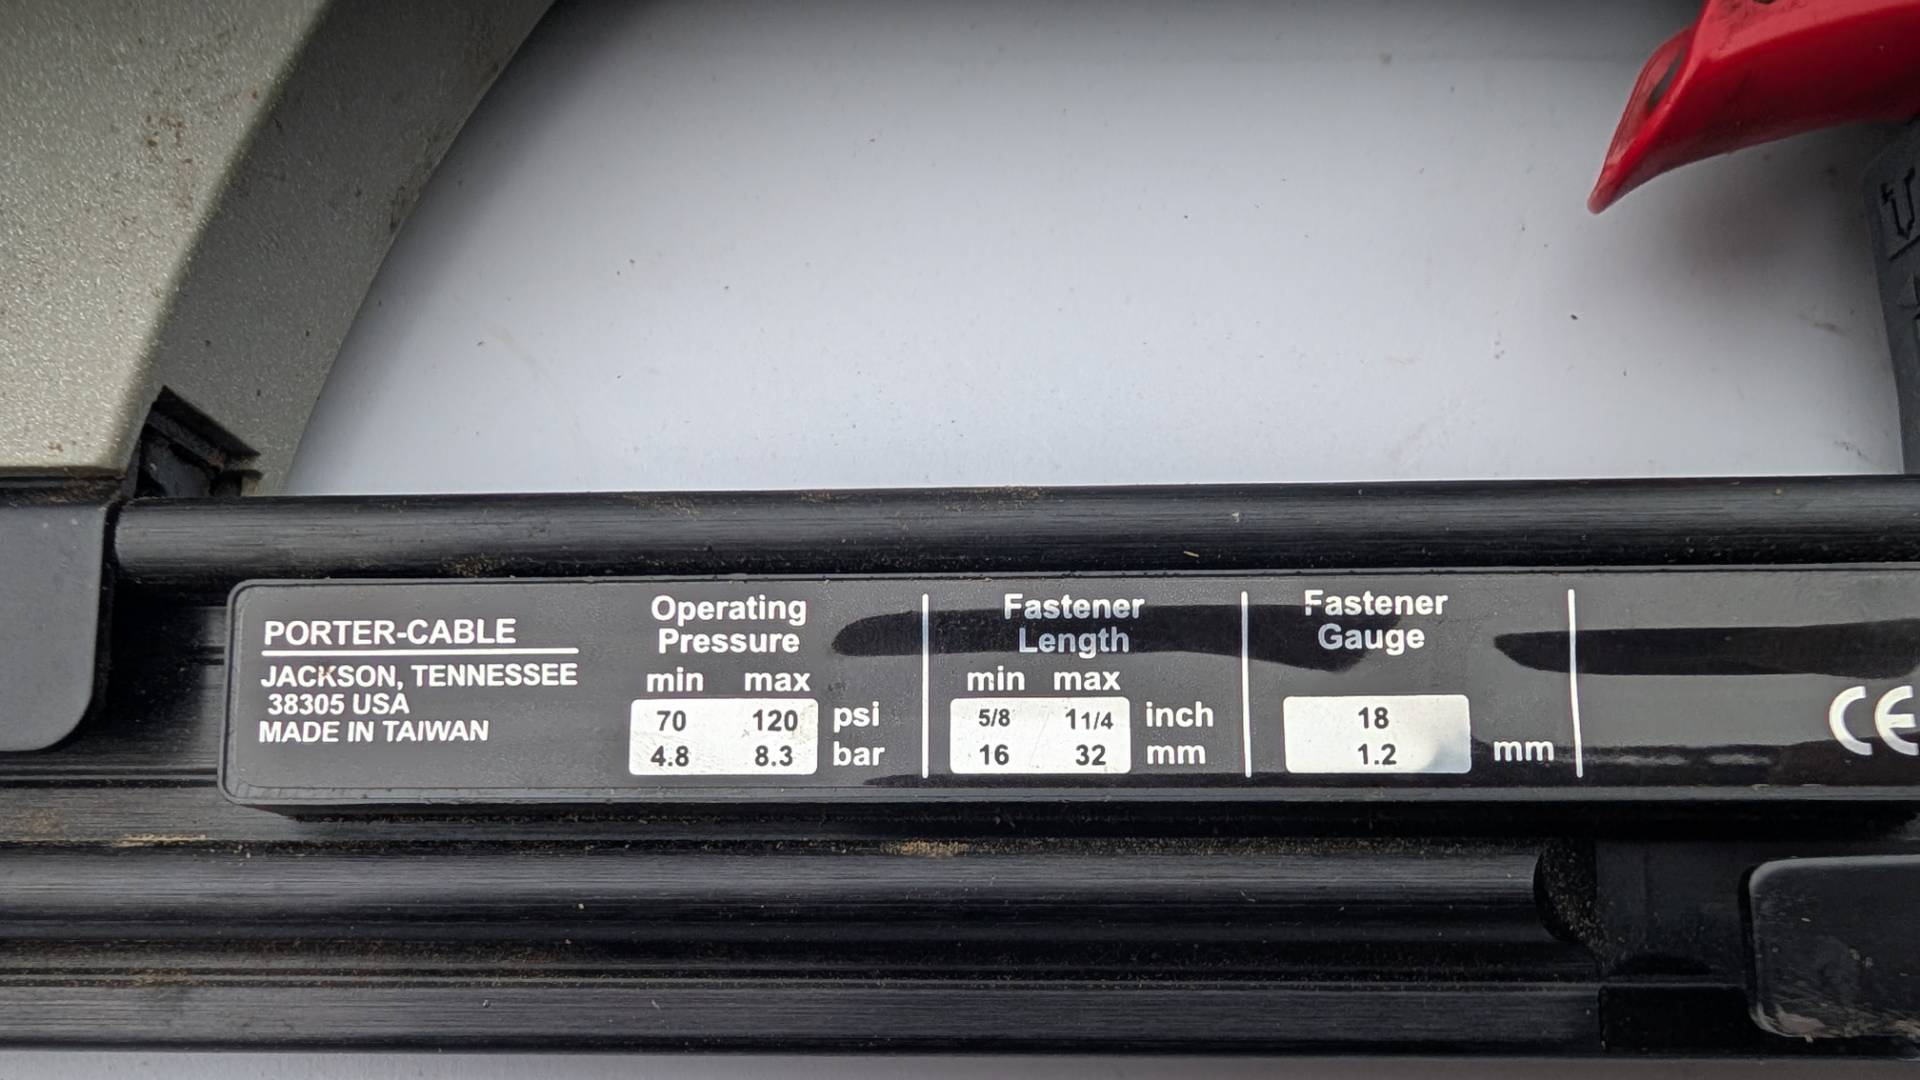 PORTER-CABLE
JACKSON, TENNESSEE
38305 USA
MADE IN TAIWAN
Operating
Pressure
min max
70 120 psi
4.8 8.3 bar
Fastener
Length
min max
5/8 1 1/4 inch
16 32 mm
Fastener
Gauge
18
1.2 mm
CE